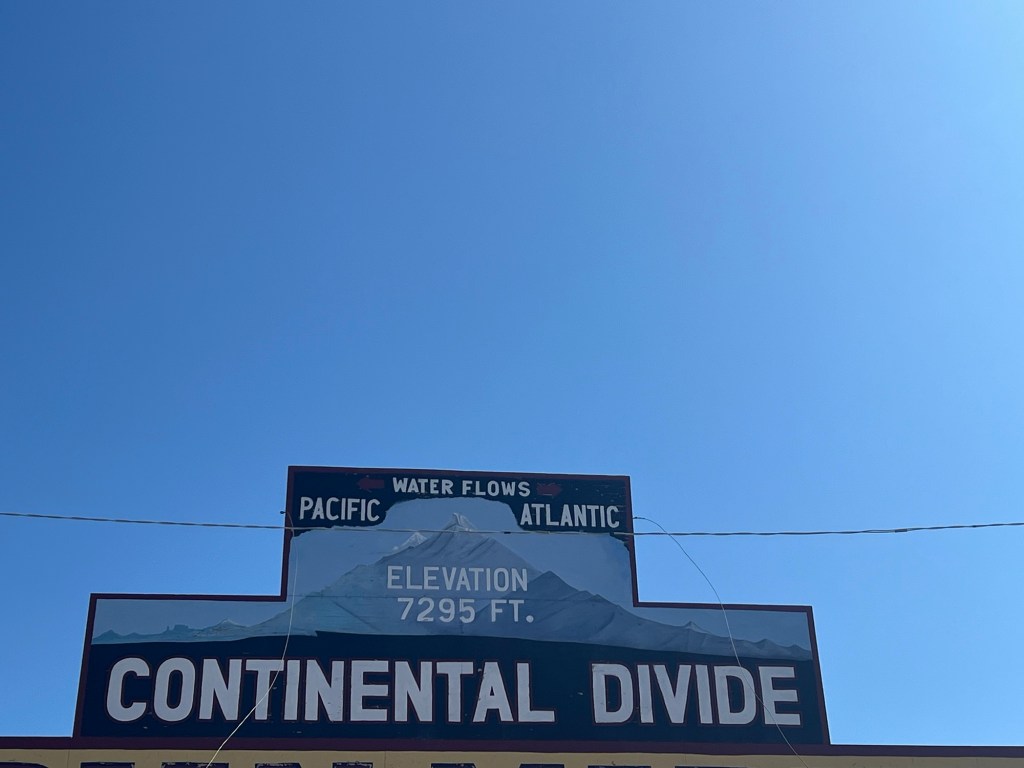 WATER FLOWS
PACIFIC ATLANTIC
ELEVATION
7295 FT.
CONTINENTAL DIVIDE